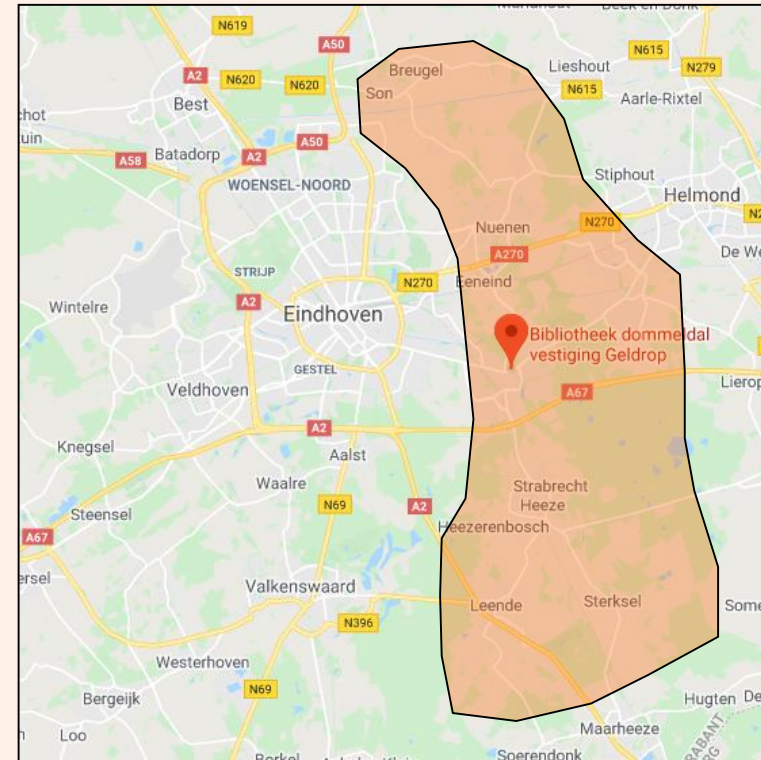 N619
A50
Beek en Donk
A2
N620
N620
Breugel
Lieshout
N615
N279
Best
Son
N615
Aarle-Rixtel
A58
Batadorp
A2
A50
WOENSEL-NOORD
Stiphout
Helmond
Nuenen
N270
A270
STRIJP
N270
Eeneind
Wintelre
A2
Eindhoven
Bibliotheek dommeldal
vestiging Geldrop
GESTEL
Veldhoven
A67
Lierop
A2
Knegsel
Aalst
Waalre
Strabrecht
Heeze
Steensel
N69
A2
Heezerenbosch
A67
Valkenswaard
Leende
Sterksel
N396
Westerhoven
N69
Bergeijk
Hugten
Loo
Maarheeze
Soerendonk